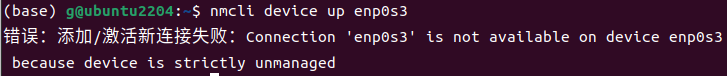 (base) g@ubuntu2204:~$ nmcli device up enp0s3
错误：添加/激活新连接失败：Connection 'enp0s3' is not available on device enp0s3
 because device is strictly unmanaged